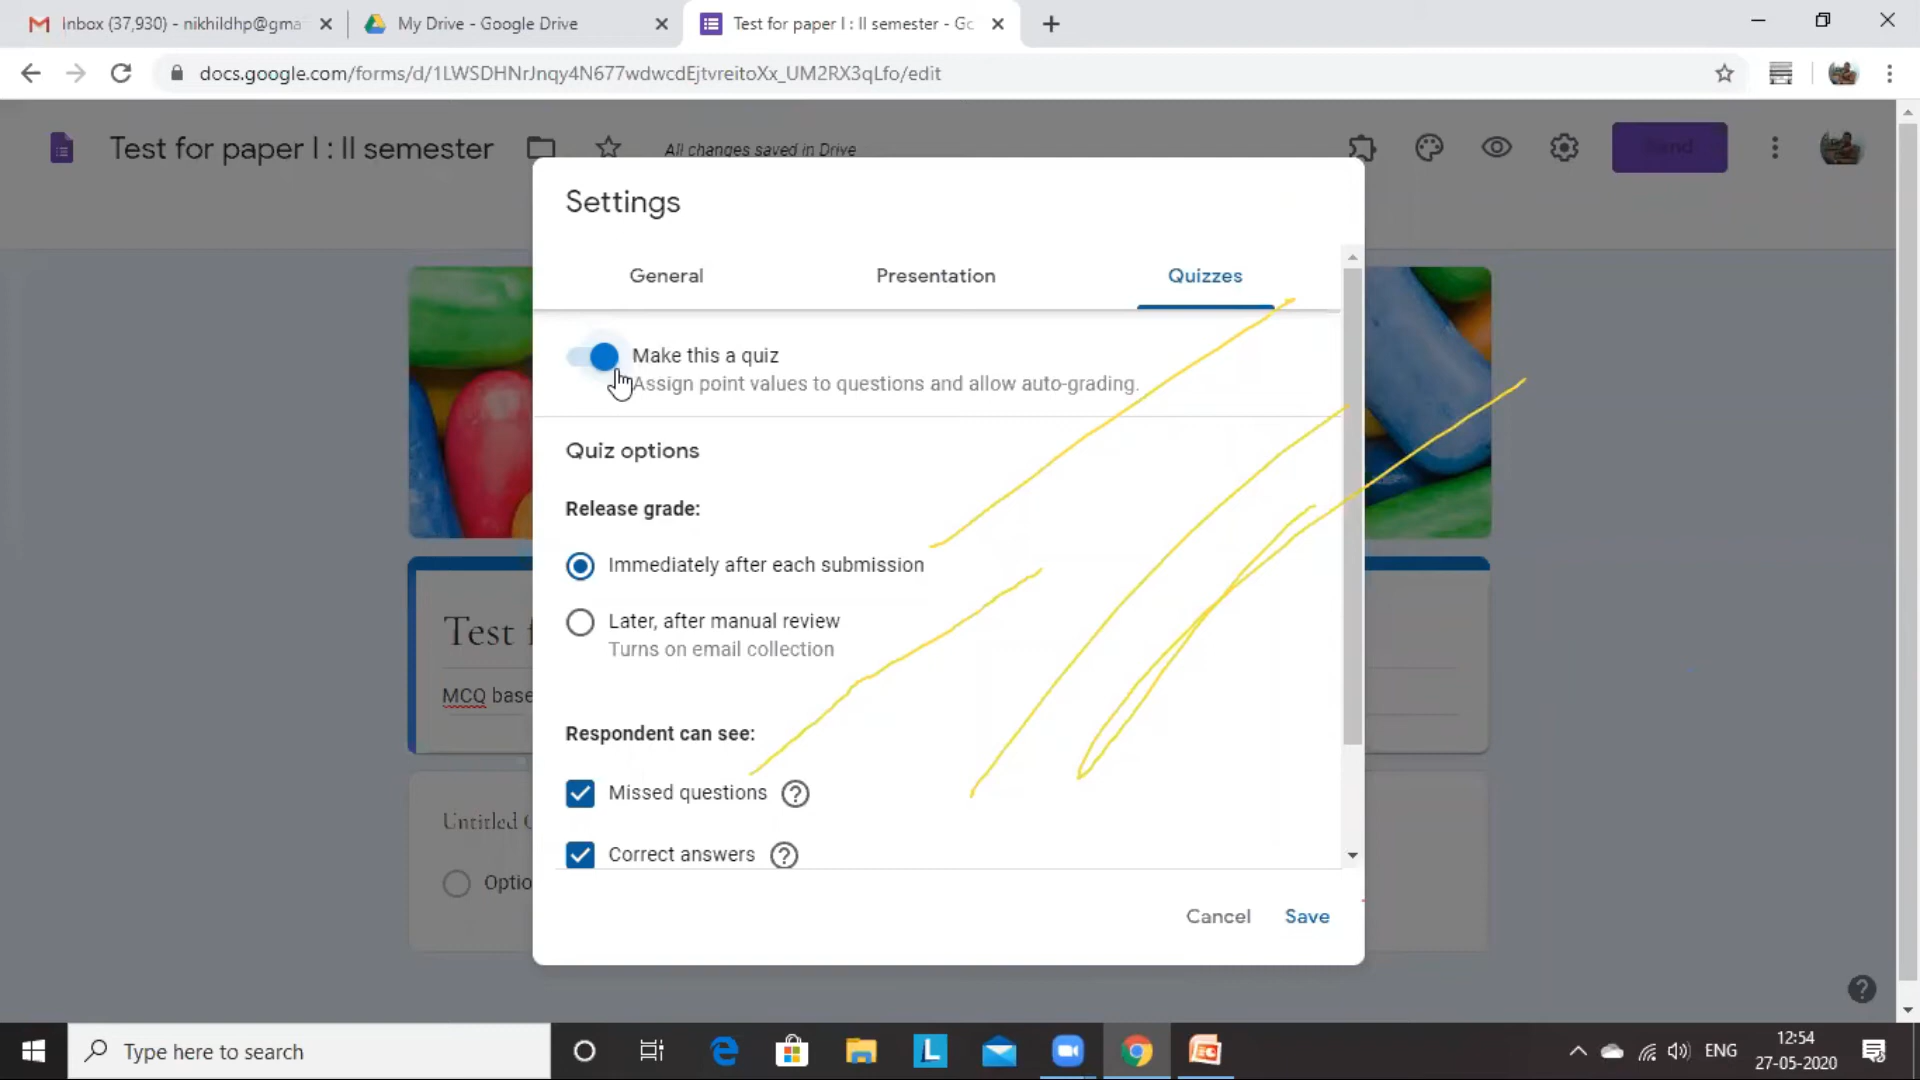 Inbox (37,930) - nikhildhp@gma
My Drive - Google Drive
Test for paper I : II semester - Go
docs.google.com/forms/d/1LWSDHNrJnqy4N677wdwcdEjtvreitoXx_UM2RX3qLfo/edit
Test for paper I : II semester
All changes saved in Drive
Send
Settings
General Presentation Quizzes
Make this a quiz
Assign point values to questions and allow auto-grading.
Quiz options
Release grade:
Immediately after each submission
Later, after manual review
Turns on email collection
Test f
MCQ base
Respondent can see:
Missed questions
Untitled
Correct answers
Optio
Cancel Save
Type here to search
ENG
12:54
27-05-2020